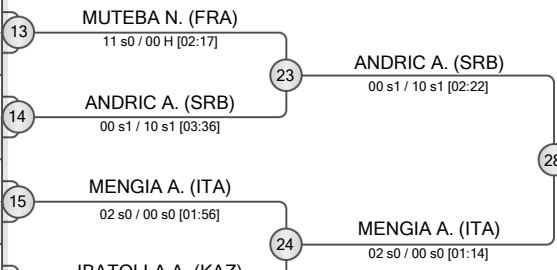 13
MUTEBA N. (FRA)
11 s0 / 00 H [02:17]
23
ANDRIC A. (SRB)
00 s1 / 10 s1 [02:22]
14
ANDRIC A. (SRB)
00 s1 / 10 s1 [03:36]
28
15
MENGIA A. (ITA)
02 s0 / 00 s0 [01:56]
24
MENGIA A. (ITA)
02 s0 / 00 s0 [01:14]
IBATOLLA A. (KAZ)